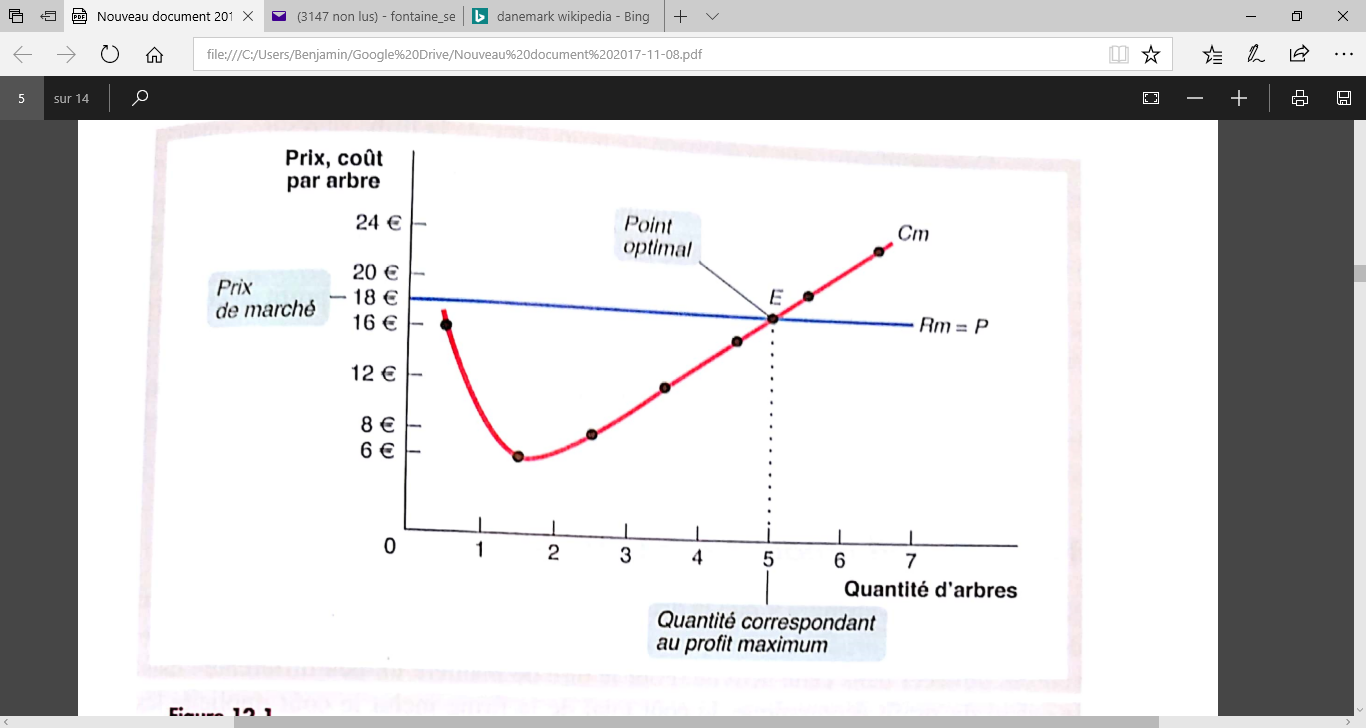 Nouveau document 201
(3147 non lus) - fontaine_se
danemark wikipedia - Bing
file:///C:/Users/Benjamin/Google%20Drive/Nouveau%20document%202017-11-08.pdf
5 sur 14
Prix, coût
par arbre
24 €
20 €
18 €
16 €
12 €
8 €
6 €
0
Prix
de marché
Point
optimal
E
Cm
Rm = P
1 2 3 4 5 6 7
Quantité d'arbres
Quantité correspondant
au profit maximum
Figure 12.1